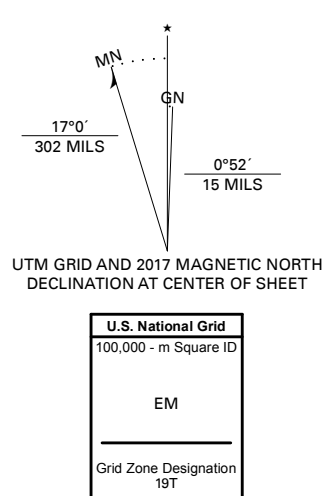 ★
MN
GN
17°0´
302 MILS
0°52´
15 MILS
UTM GRID AND 2017 MAGNETIC NORTH
DECLINATION AT CENTER OF SHEET
U.S. National Grid
100,000 - m Square ID
EM
Grid Zone Designation
19T